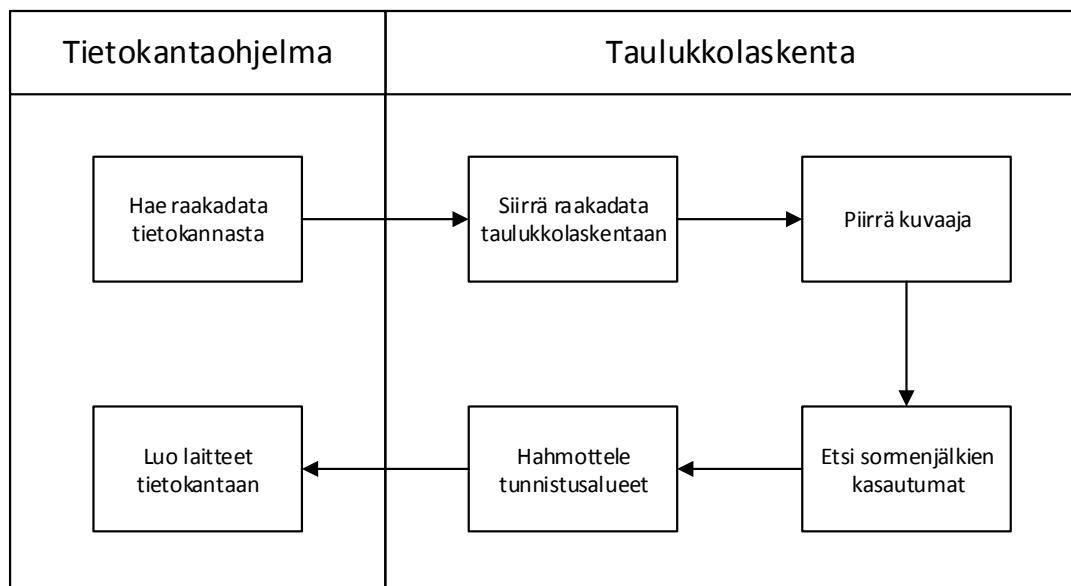 Tietokantaohjelma
Taulukkolaskenta
Hae raakadata
tietokannasta
Siirrä raakadata
taulukkolaskentaan
Piirrä kuvaaja
Luo laitteet
tietokantaan
Hahmottele
tunnistusalueet
Etsi sormenjälkien
kasautumat